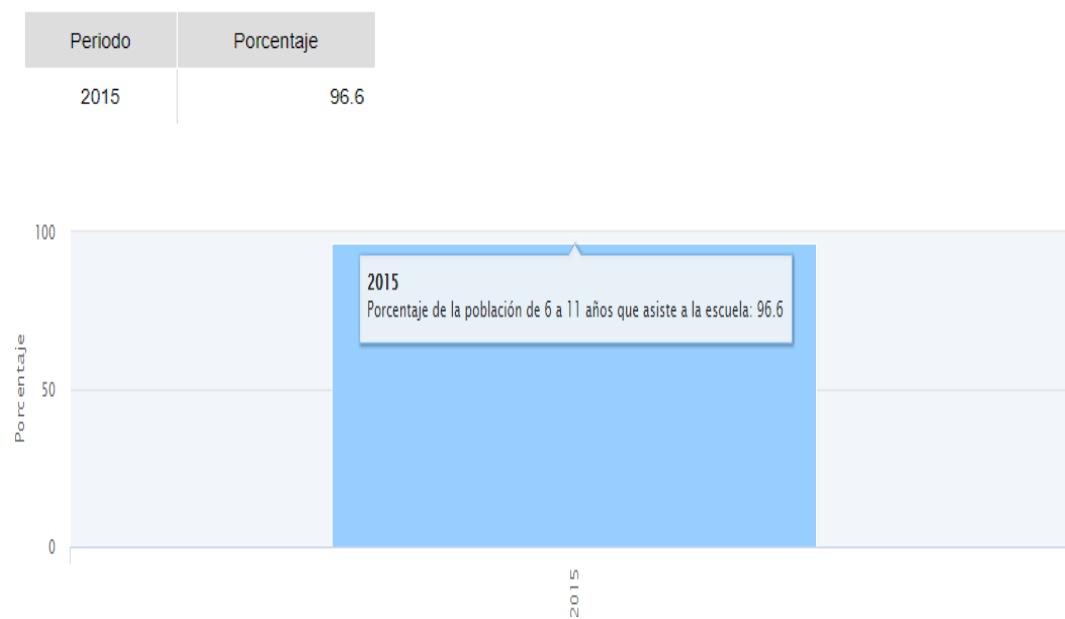 Periodo Porcentaje
2015 96.6
100
2015
Porcentaje de la población de 6 a 11 años que asiste a la escuela: 96.6
Porcentaje
50
0
2015